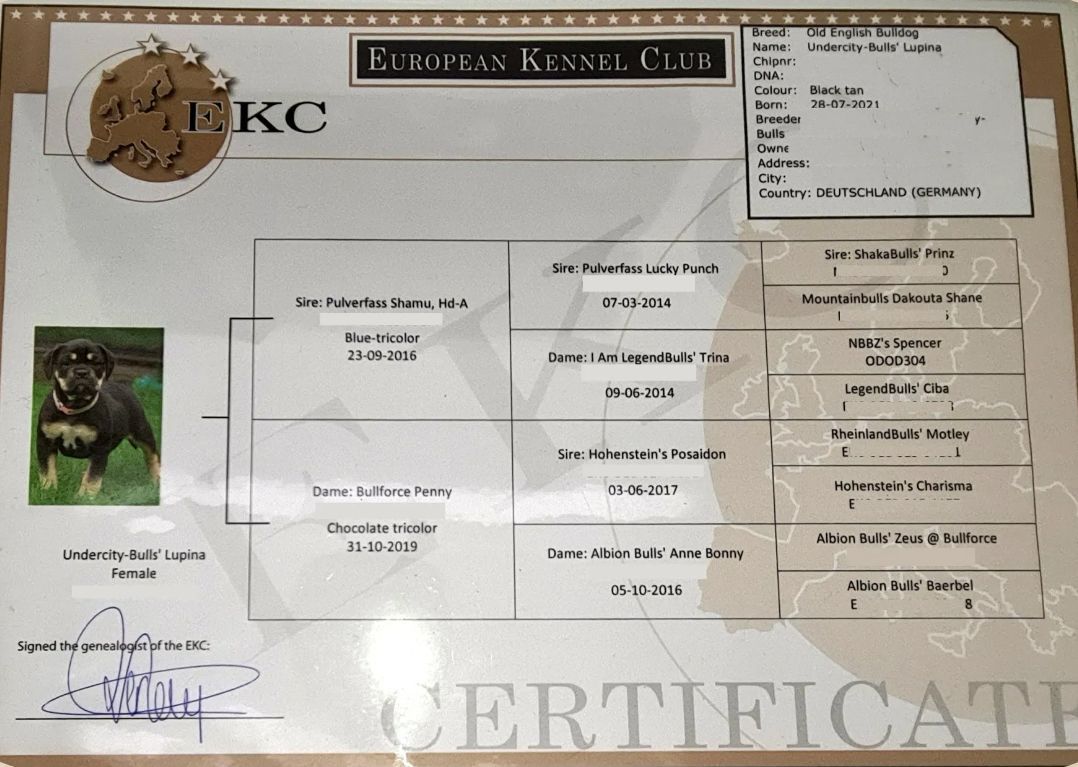 EUROPEAN KENNEL CLUB
EKC
Breed: Old English Bulldog
Name: Undercity-Bulls' Lupina
Chipnr:
DNA:
Colour: Black tan
Born: 28-07-2021
Breeder
Bulls
Owne
Address:
City:
Country: DEUTSCHLAND (GERMANY)
Sire: Pulverfass Shamu, Hd-A
Blue-tricolor
23-09-2016
Dame: Bullforce Penny
Chocolate tricolor
31-10-2019
Sire: Pulverfass Lucky Punch
07-03-2014
Dame: I Am LegendBulls' Trina
09-06-2014
Sire: Hohenstein's Posaidon
03-06-2017
Dame: Albion Bulls' Anne Bonny
05-10-2016
Sire: ShakaBulls' Prinz
Mountainbulls Dakouta Shane
NBBZ's Spencer
ODOD304
LegendBulls' Ciba
RheinlandBulls' Motley
E
Hohenstein's Charisma
E
Albion Bulls' Zeus @ Bullforce
Albion Bulls' Baerbel
E 8
Undercity-Bulls' Lupina
Female
Signed the genealogist of the EKC:
CERTIFICATE
EKC